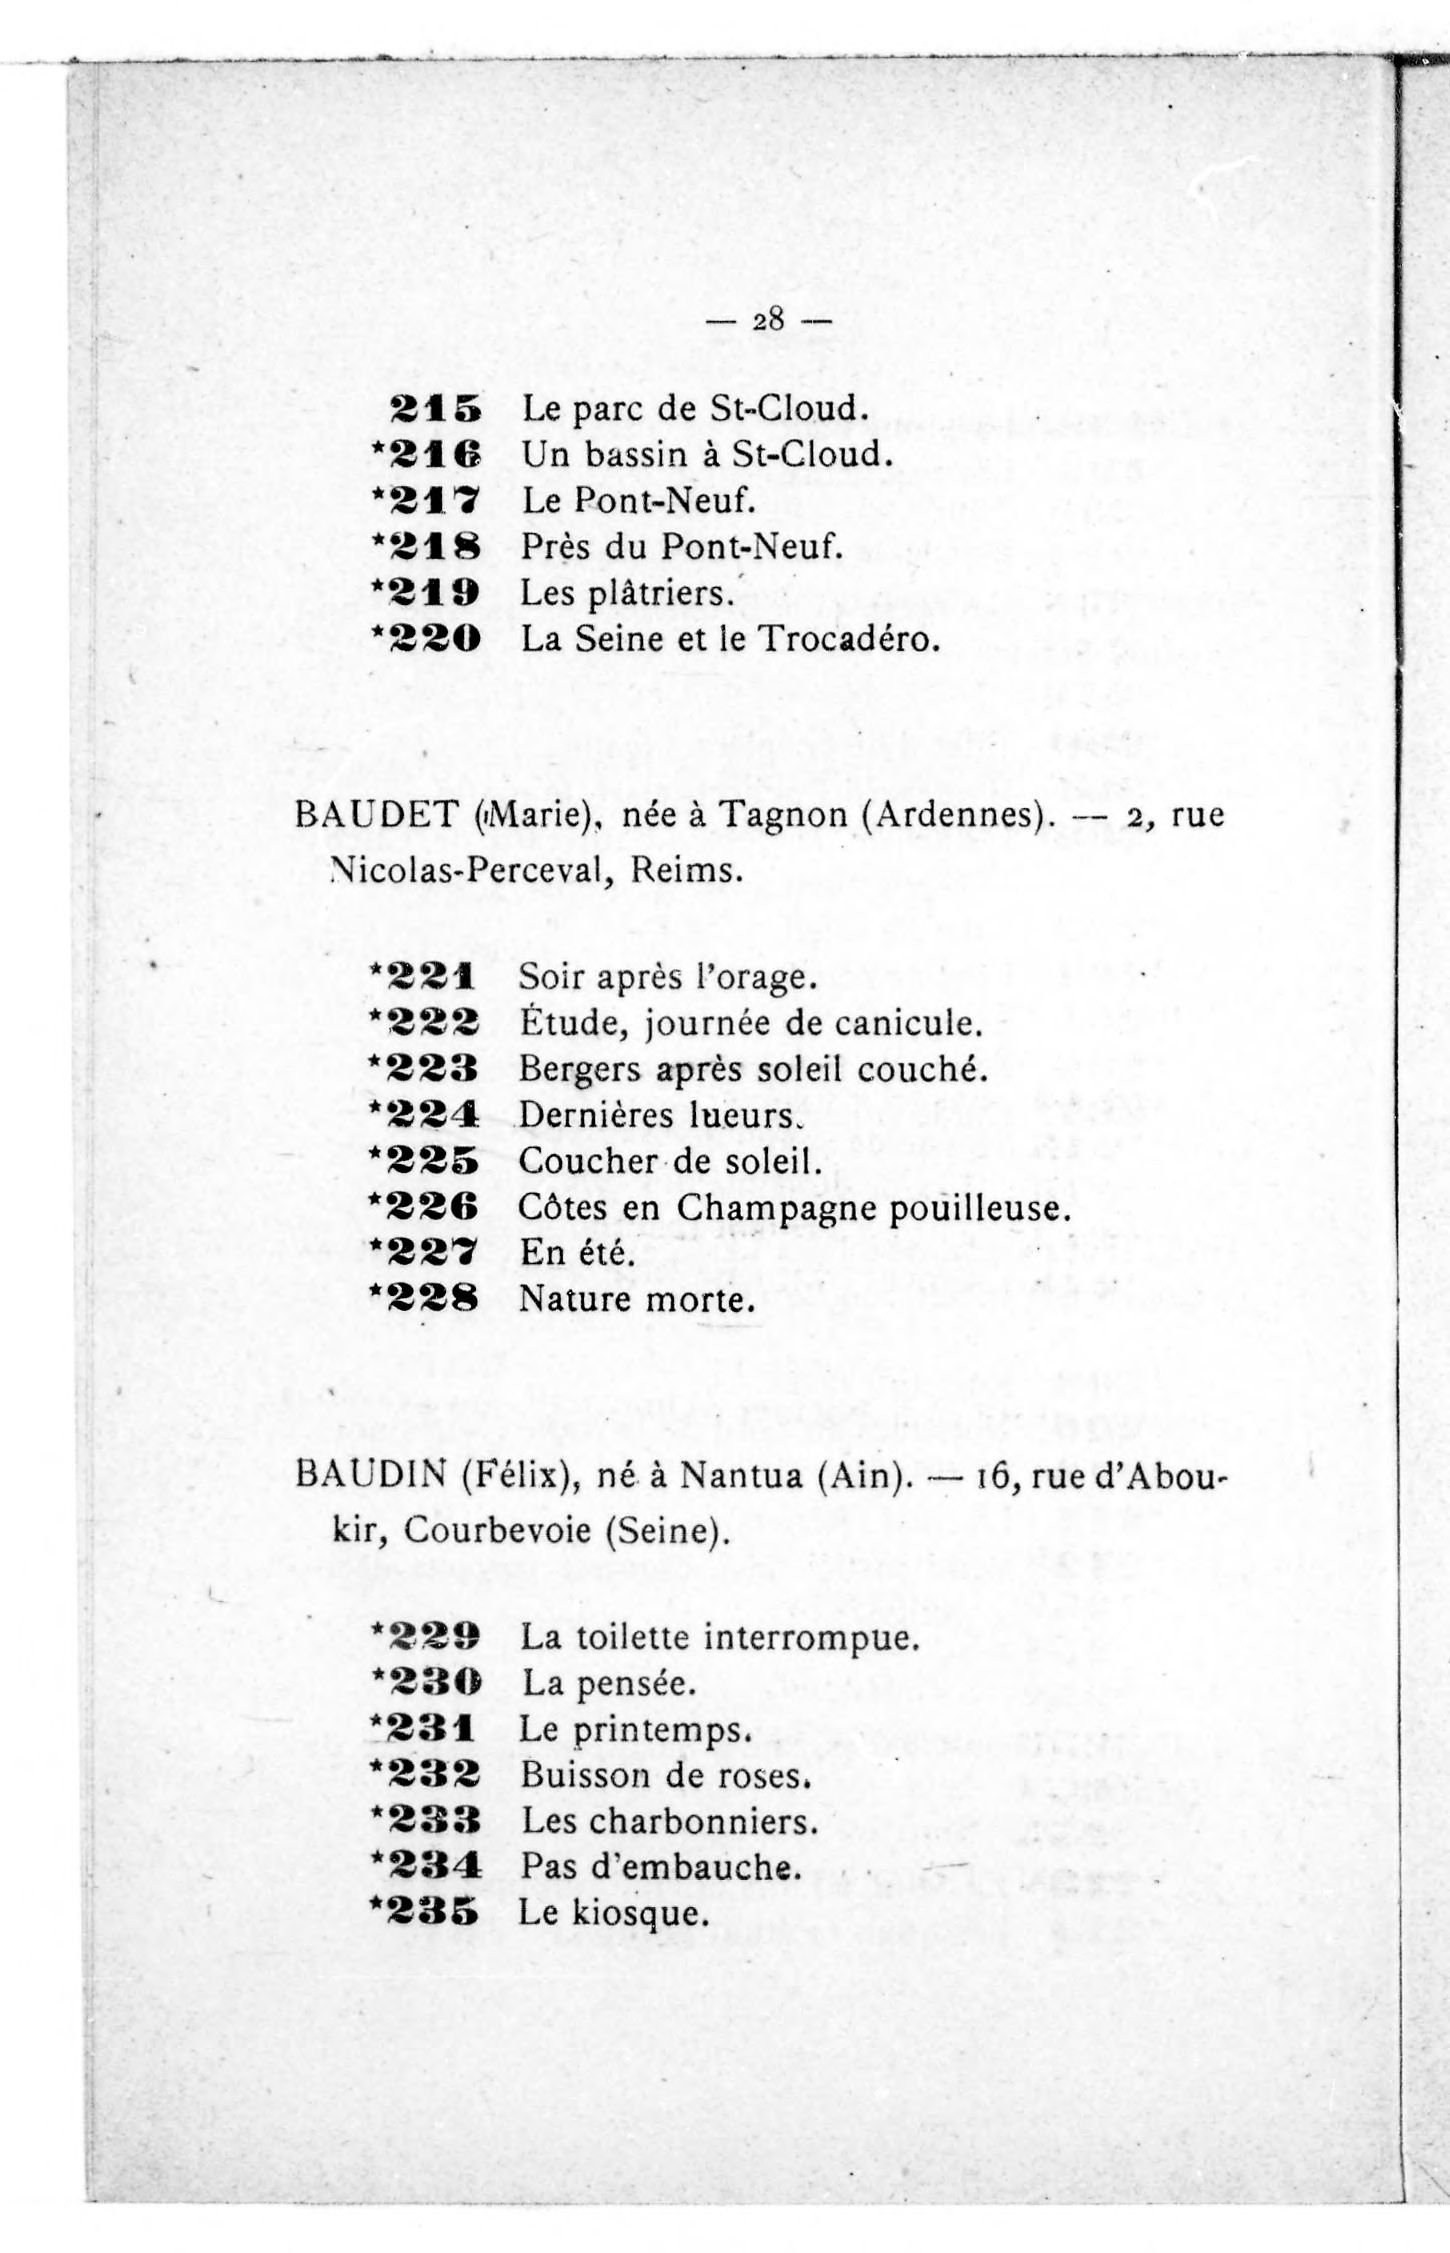 — 28 —
215 Le parc de St-Cloud.
*216 Un bassin à St-Cloud.
*217 Le Pont-Neuf.
*218 Près du Pont-Neuf.
*219 Les plâtriers.
*220 La Seine et le Trocadéro.
BAUDET (Marie), née à Tagnon (Ardennes). — 2, rue
Nicolas-Perceval, Reims.
*221 Soir après l'orage.
*222 Étude, journée de canicule.
*223 Bergers après soleil couché.
*224 Dernières lueurs.
*225 Coucher de soleil.
*226 Côtes en Champagne pouilleuse.
*227 En été.
*228 Nature morte.
BAUDIN (Félix), né à Nantua (Ain). — 16, rue d'Abou-
kir, Courbevoie (Seine).
*229 La toilette interrompue.
*230 La pensée.
*231 Le printemps.
*232 Buisson de roses.
*233 Les charbonniers.
*234 Pas d'embauche.
*235 Le kiosque.